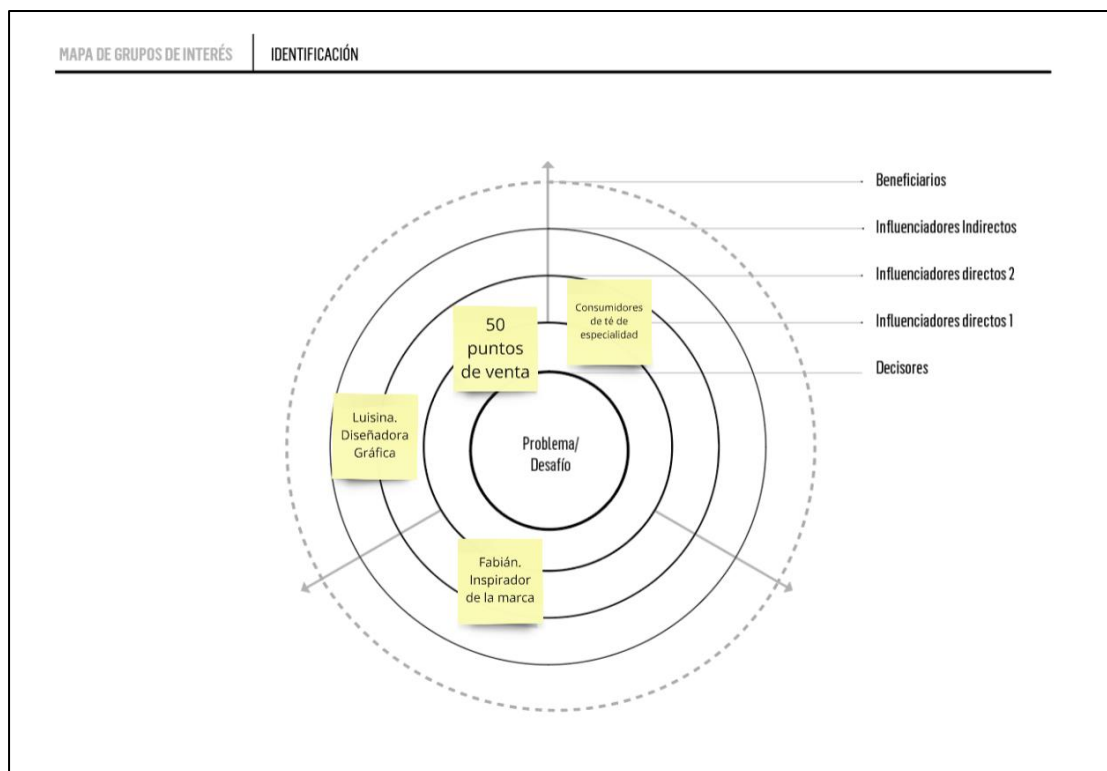 MAPA DE GRUPOS DE INTERÉS
IDENTIFICACIÓN
Beneficiarios
Influenciadores Indirectos
Influenciadores directos 2
Influenciadores directos 1
Decisores
Consumidores
de té de
especialidad
50
puntos
de venta
Luisina.
Diseñadora
Gráfica
Problema/
Desafío
Fabián.
Inspirador
de la marca